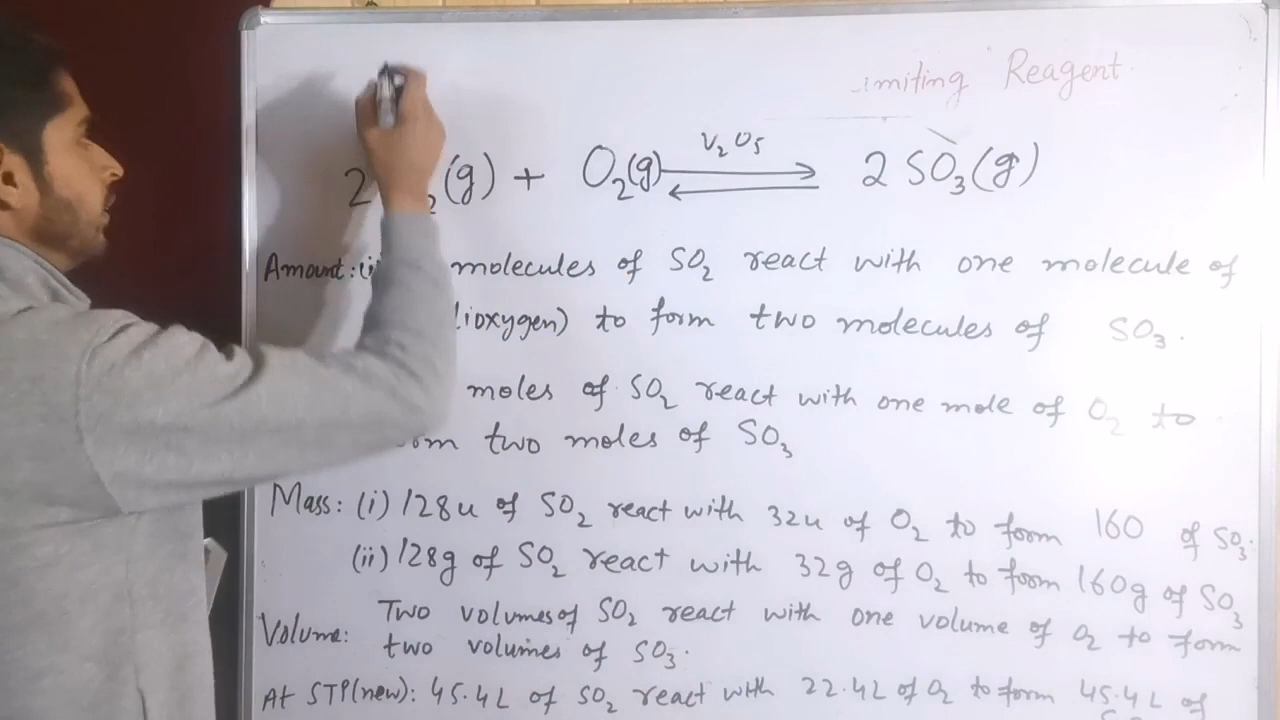 Limiting Reagent
V₂O₅
2 ₂(g) + O₂(g) ⇌ 2 SO₃(g)
Amount: (i) molecules of SO₂ react with one molecule of
(dioxygen) to form two molecules of SO₃.
moles of SO₂ react with one mole of O₂ to
form two moles of SO₃
Mass: (i) 128u of SO₂ react with 32u of O₂ to form 160 of SO₃.
(ii) 128g of SO₂ react with 32g of O₂ to form 160g of SO₃
Volume: Two volumes of SO₂ react with one volume of O₂ to form
two volumes of SO₃.
At STP(new): 45.4L of SO₂ react with 22.4L of O₂ to form 45.4L of